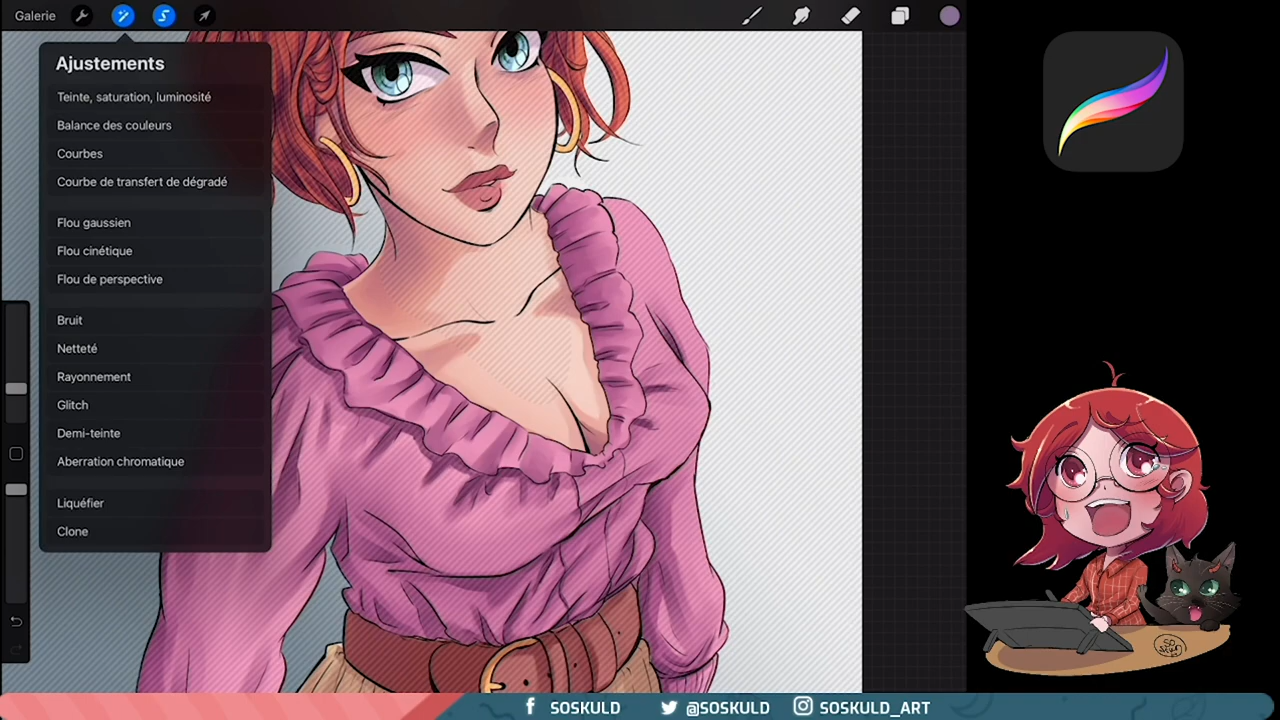 Galerie
Ajustements
Teinte, saturation, luminosité
Balance des couleurs
Courbes
Courbe de transfert de dégradé
Flou gaussien
Flou cinétique
Flou de perspective
Bruit
Netteté
Rayonnement
Glitch
Demi-teinte
Aberration chromatique
Liquéfier
Clone
SOSKULD @SOSKULD SOSKULD_ART